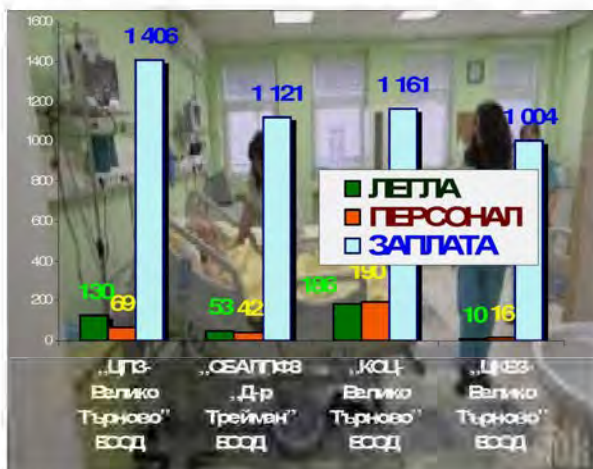 1600
1400
1200
1000
800
600
400
200
0
1 406
1 121
1 161
1 004
130
69
53
42
190
10
16
ЛЕГЛА
ПЕРСОНАЛ
ЗАПЛАТА
„ЦПЗ-
Велико
Търново”
ЕООД
„СБАЛПФЗ
„Д-р
Трейман”
ЕООД
„КОЦ-
Велико
Търново”
ЕООД
„ЦКВЗ-
Велико
Търново”
ЕООД